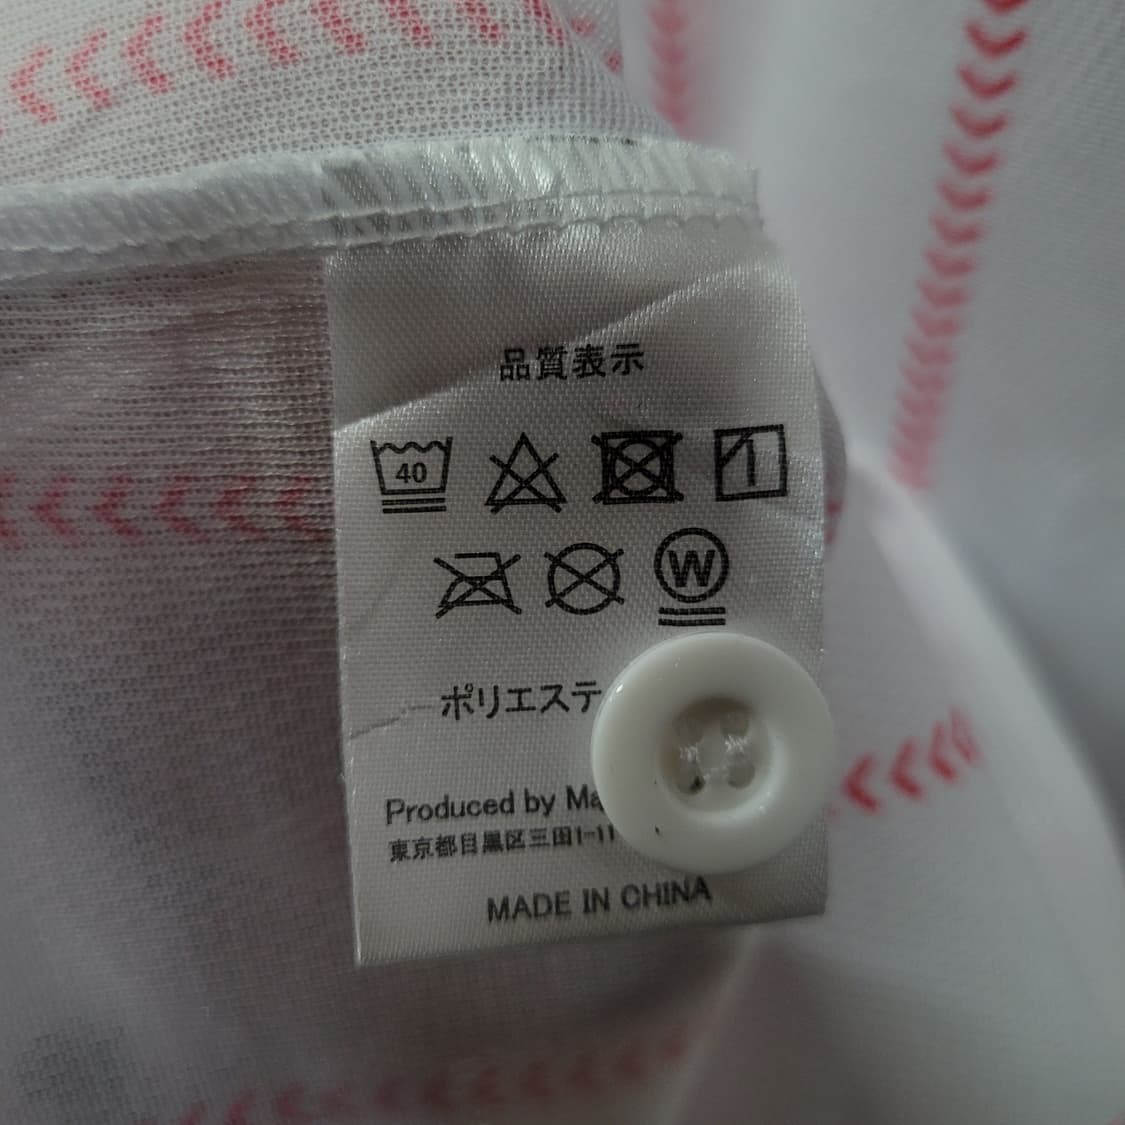 品質表示
40
W
ポリエステ
Produced by Ma
東京都目黒区三田1-11
MADE IN CHINA